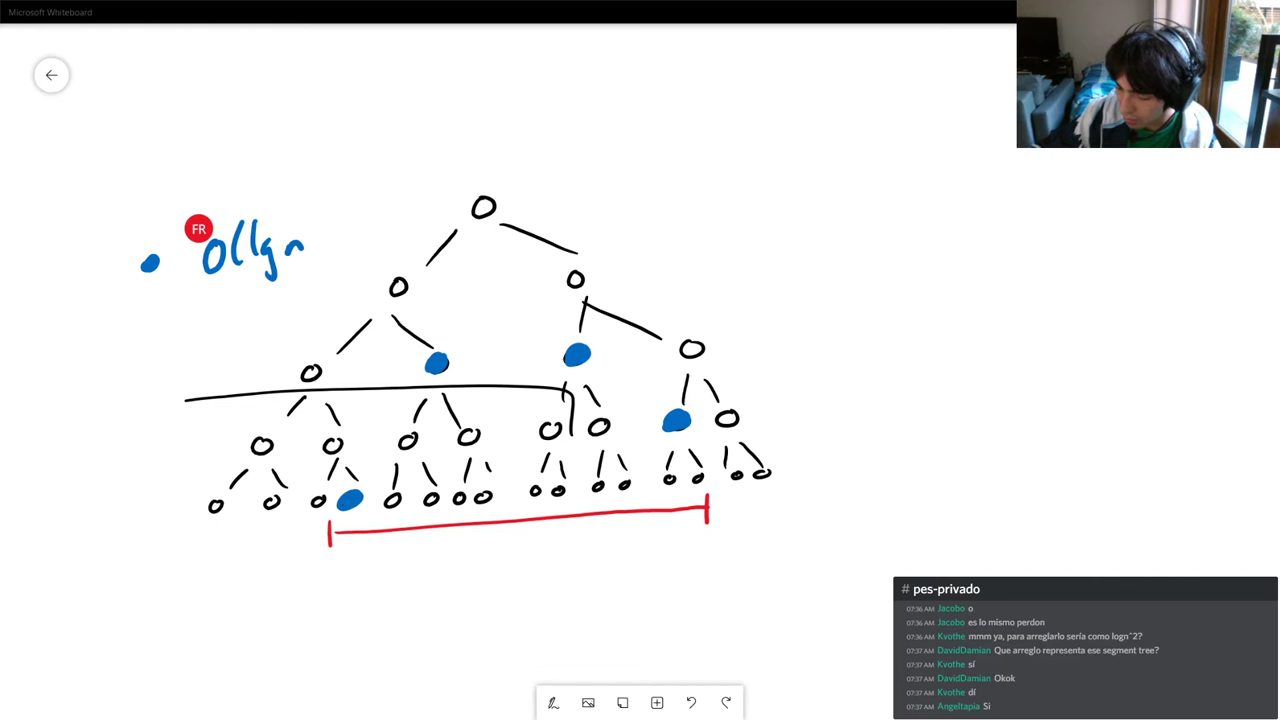 Microsoft Whiteboard
FR
# pes-privado
07:36 AM Jacobo o
07:36 AM Jacobo es lo mismo perdon
07:36 AM Kvothe mmm ya, para arreglarlo sería como logn^2?
07:37 AM DavidDamian Que arreglo representa ese segment tree?
07:37 AM Kvothe sí
07:37 AM DavidDamian Okok
07:37 AM Kvothe dí
07:37 AM Angeltapia Si